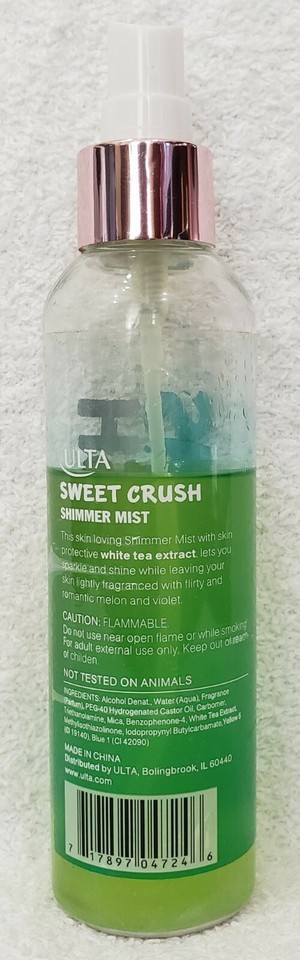 ULTA
SWEET CRUSH
SHIMMER MIST
This skin loving Shimmer Mist with skin
protective white tea extract, lets you
sparkle and shine while leaving your
skin lightly fragranced with flirty and
romantic melon and violet.
CAUTION: FLAMMABLE.
Do not use near open flame or while smoking
For adult external use only. Keep out of reach
of childen.
NOT TESTED ON ANIMALS
INGREDIENTS: Alcohol Denat., Water (Aqua), Fragrance
(Parfum), PEG-40 Hydrogenated Castor Oil, Carbomer,
Triethanolamine, Mica, Benzophenone-4, White Tea Extract,
Methylisothiazolinone, Iodopropynyl Butylcarbamate, Yellow 5
(CI 19140), Blue 1 (CI 42090)
MADE IN CHINA
Distributed by ULTA, Bolingbrook, IL 60440
www.ulta.com
7 17897 04724 6